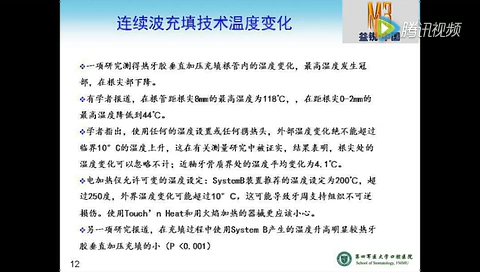 连续波充填技术温度变化
腾讯视频
益锐中国
一项研究测得热牙胶垂直加压充填根管内的温度变化，最高温度发生冠
部，在根尖部下降。
有学者报道，在根管距根尖8mm的最高温度为118℃，，在距根尖0-2mm的
最高温度降低到44℃。
学者指出，使用任何的温度设置或任何携热头，外部温度变化绝不能超过
临界10°C的温度上升，这在有关测量研究中被证实，结果表明，根尖处的
温度变化可以忽略不计；近釉牙骨质界处的温度平均变化为4.1℃。
电加热仪允许可变的温度设定：SystemB装置推荐的温度设定为200℃，超
过250度，外界温度变化可能超过10°C，这可能导致牙周支持组织不可逆
损伤。使用Touch’n Heat和用火焰加热的器械更应该小心。
另一项研究报道，在充填过程中使用System B产生的温度升高明显较热牙
胶垂直加压充填的小（P <0.001）
12
第四军医大学口腔医院
School of Stomatology, FMMU